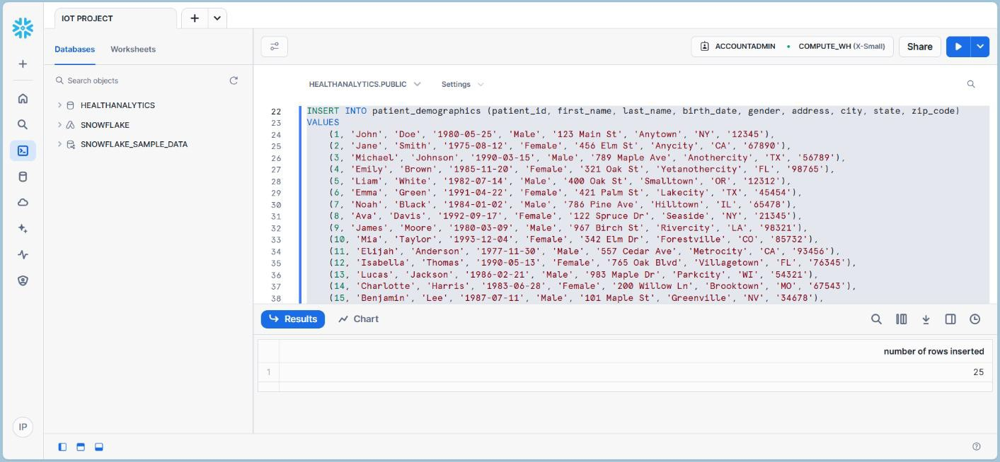 IOT PROJECT
Databases
Worksheets
Search objects
HEALTHANALYTICS
SNOWFLAKE
SNOWFLAKE_SAMPLE_DATA
IP
ACCOUNTADMIN
COMPUTE_WH (X-Small)
Share
HEALTHANALYTICS.PUBLIC
Settings
22 INSERT INTO patient_demographics (patient_id, first_name, last_name, birth_date, gender, address, city, state, zip_code)
23 VALUES
24 (1, 'John', 'Doe', '1980-05-25', 'Male', '123 Main St', 'Anytown', 'NY', '12345'),
25 (2, 'Jane', 'Smith', '1975-08-12', 'Female', '456 Elm St', 'Anycity', 'CA', '67890'),
26 (3, 'Michael', 'Johnson', '1990-03-15', 'Male', '789 Maple Ave', 'Anothercity', 'TX', '56789'),
27 (4, 'Emily', 'Brown', '1985-11-20', 'Female', '321 Oak St', 'Yetanothercity', 'FL', '98765'),
28 (5, 'Liam', 'White', '1982-07-14', 'Male', '400 Oak St', 'Smalltown', 'OR', '12312'),
29 (6, 'Emma', 'Green', '1991-04-22', 'Female', '421 Palm St', 'Lakecity', 'TX', '45454'),
30 (7, 'Noah', 'Black', '1984-01-02', 'Male', '786 Pine Ave', 'Hilltown', 'IL', '65478'),
31 (8, 'Ava', 'Davis', '1992-09-17', 'Female', '122 Spruce Dr', 'Seaside', 'NY', '21345'),
32 (9, 'James', 'Moore', '1980-03-09', 'Male', '967 Birch St', 'Rivercity', 'LA', '98321'),
33 (10, 'Mia', 'Taylor', '1993-12-04', 'Female', '342 Elm Dr', 'Forestville', 'CO', '85732'),
34 (11, 'Elijah', 'Anderson', '1977-11-30', 'Male', '557 Cedar Ave', 'Metrocity', 'CA', '93456'),
35 (12, 'Isabella', 'Thomas', '1990-05-13', 'Female', '765 Oak Blvd', 'Villagetown', 'FL', '76345'),
36 (13, 'Lucas', 'Jackson', '1986-02-21', 'Male', '983 Maple Dr', 'Parkcity', 'WI', '54321'),
37 (14, 'Charlotte', 'Harris', '1983-06-28', 'Female', '200 Willow Ln', 'Brooktown', 'MO', '67543'),
38 (15, 'Benjamin', 'Lee', '1987-07-11', 'Male', '101 Maple St', 'Greenville', 'NV', '34678'),
Results
Chart
number of rows inserted
1 25